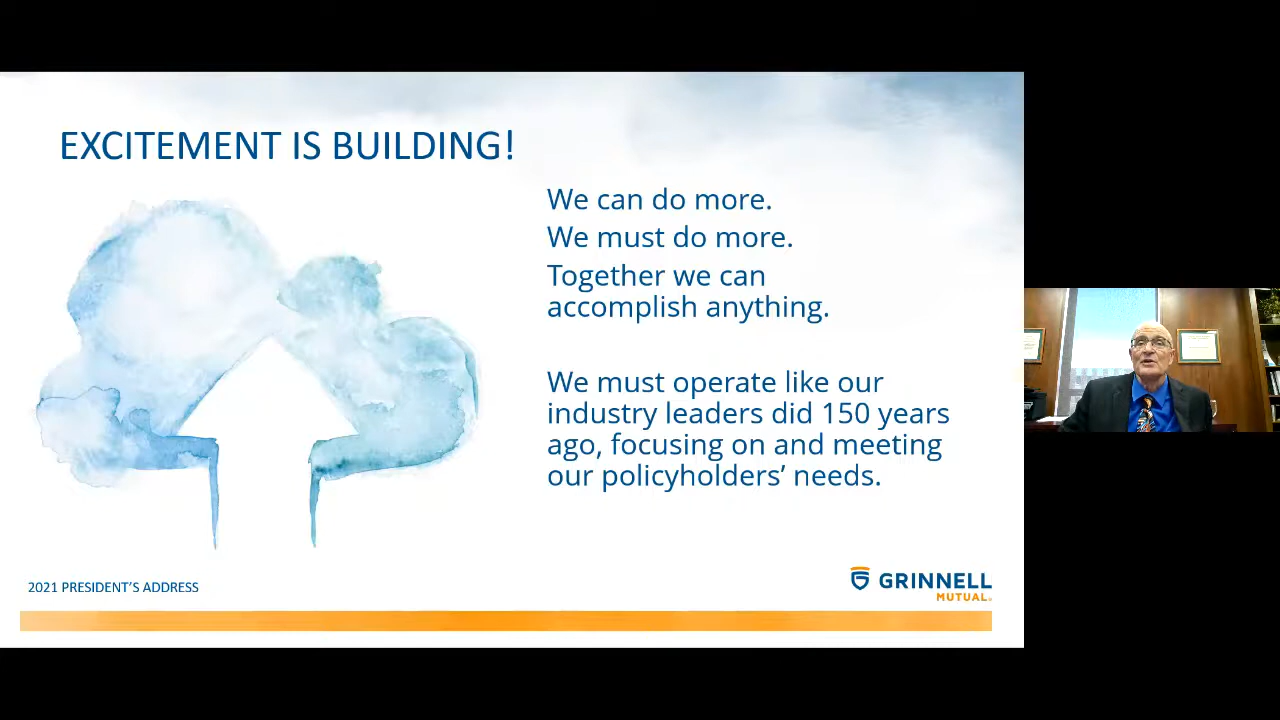 EXCITEMENT IS BUILDING!
We can do more.
We must do more.
Together we can
accomplish anything.
We must operate like our
industry leaders did 150 years
ago, focusing on and meeting
our policyholders’ needs.
2021 PRESIDENT’S ADDRESS
GRINNELL
MUTUAL®